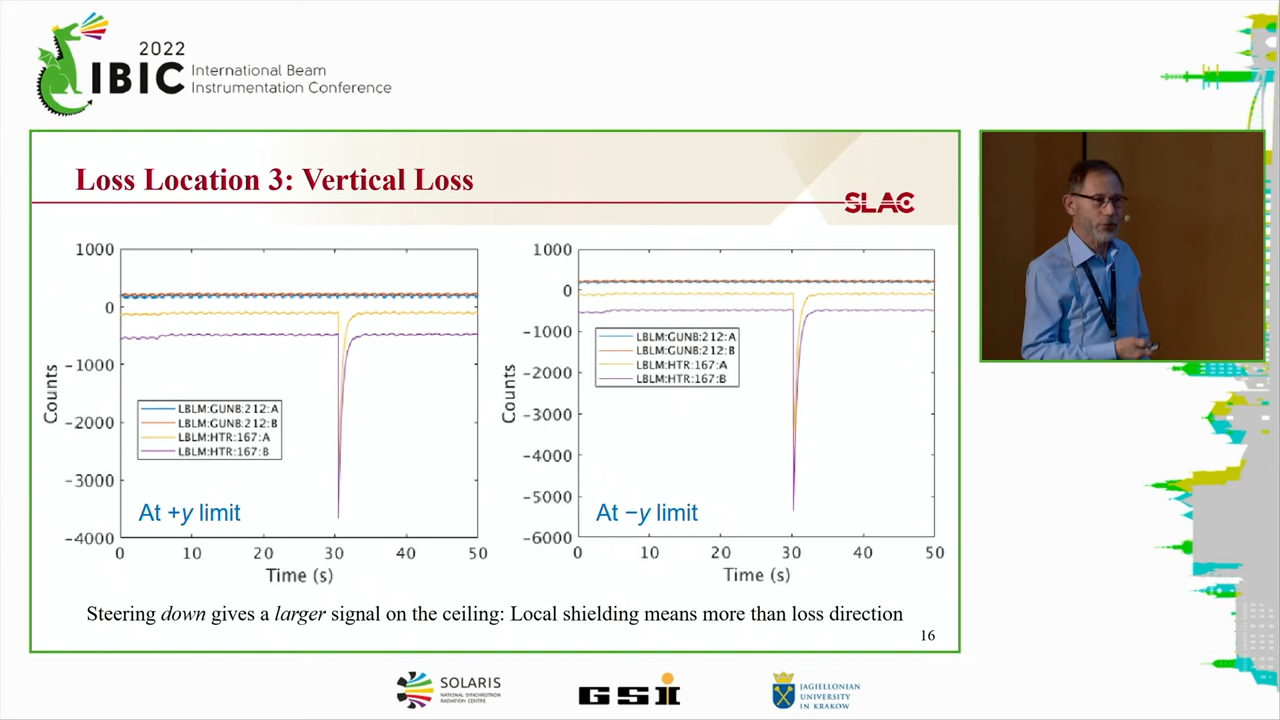 2022
IBIC International Beam
Instrumentation Conference
Loss Location 3: Vertical Loss
SLAC
1000
0
−1000
−2000
−3000
−4000
Counts
LBLM:GUNB:212:A
LBLM:GUNB:212:B
LBLM:HTR:167:A
LBLM:HTR:167:B
At +y limit
0 10 20 30 40 50
Time (s)
1000
0
−1000
−2000
−3000
−4000
−5000
−6000
Counts
LBLM:GUNB:212:A
LBLM:GUNB:212:B
LBLM:HTR:167:A
LBLM:HTR:167:B
At −y limit
0 10 20 30 40 50
Time (s)
Steering down gives a larger signal on the ceiling: Local shielding means more than loss direction
16
SOLARIS
NATIONAL SYNCHROTRON
RADIATION CENTRE
GSI
JAGIELLONIAN
UNIVERSITY
IN KRAKOW